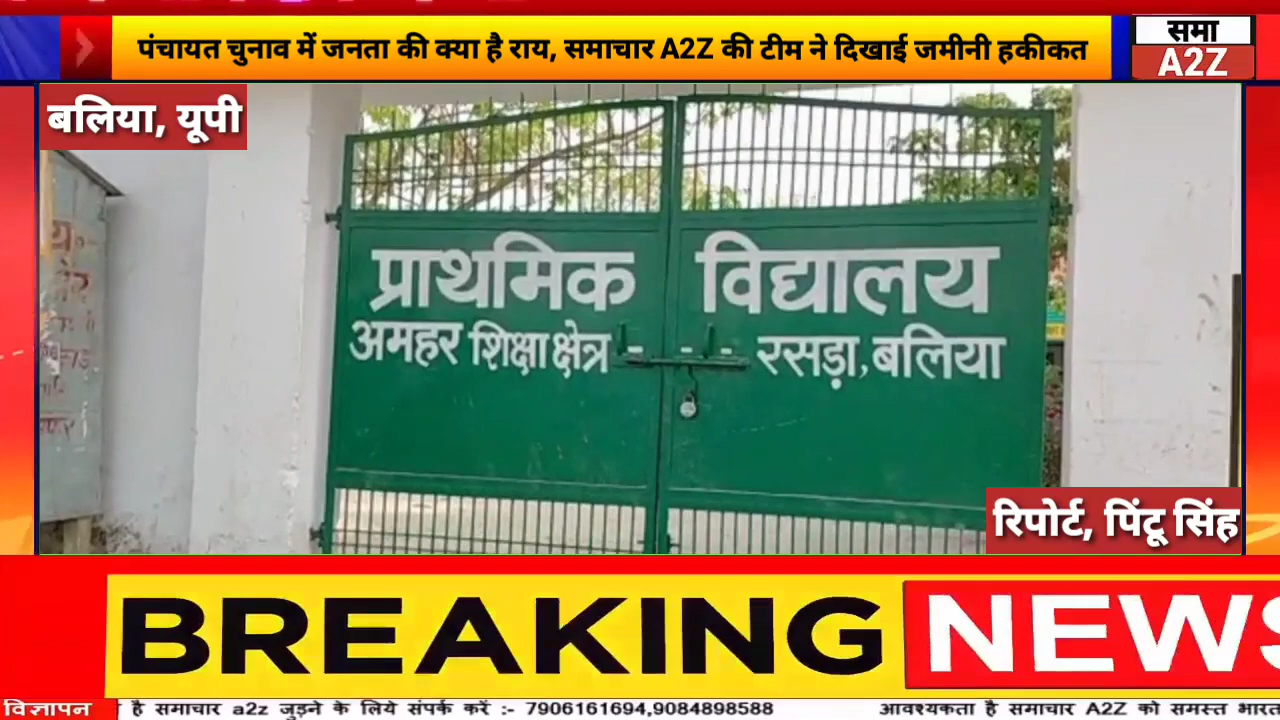 पंचायत चुनाव में जनता की क्या है राय, समाचार A2Z की टीम ने दिखाई जमीनी हकीकत
समा
A2Z
बलिया, यूपी
प्राथमिक विद्यालय
अमहर शिक्षा क्षेत्र - - - रसड़ा, बलिया
रिपोर्ट, पिंटू सिंह
BREAKING NEWS
विज्ञापन है समाचार a2z जुड़ने के लिये संपर्क करें :- 7906161694,9084898588 आवश्यकता है समाचार A2Z को समस्त भारत